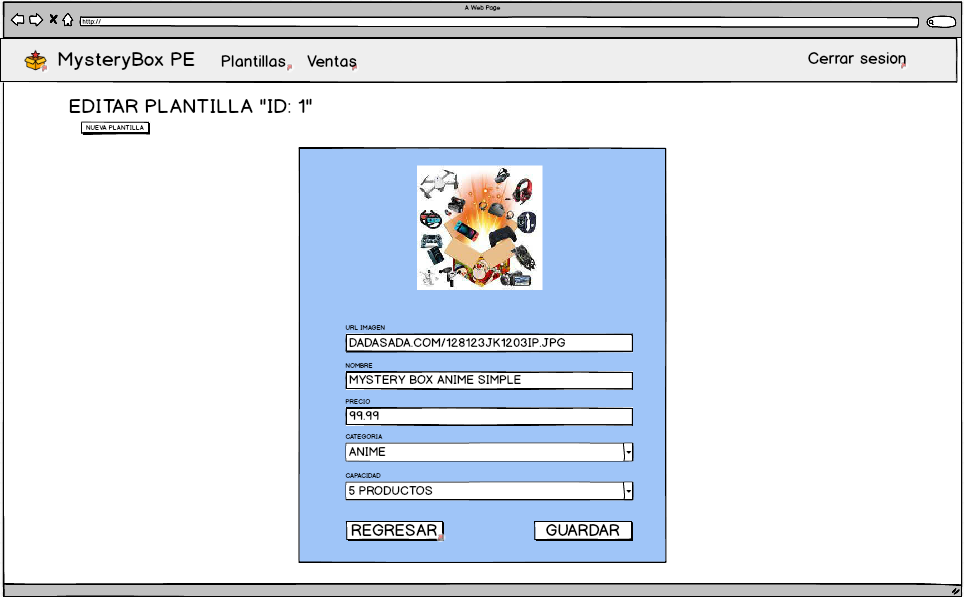 A Web Page
http://
MysteryBox PE
Plantillas
Ventas
Cerrar sesion
EDITAR PLANTILLA "ID: 1"
NUEVA PLANTILLA
URL IMAGEN
DADASADA.COM/128123JK1203IP.JPG
NOMBRE
MYSTERY BOX ANIME SIMPLE
PRECIO
99.99
CATEGORIA
ANIME
CAPACIDAD
5 PRODUCTOS
REGRESAR
GUARDAR